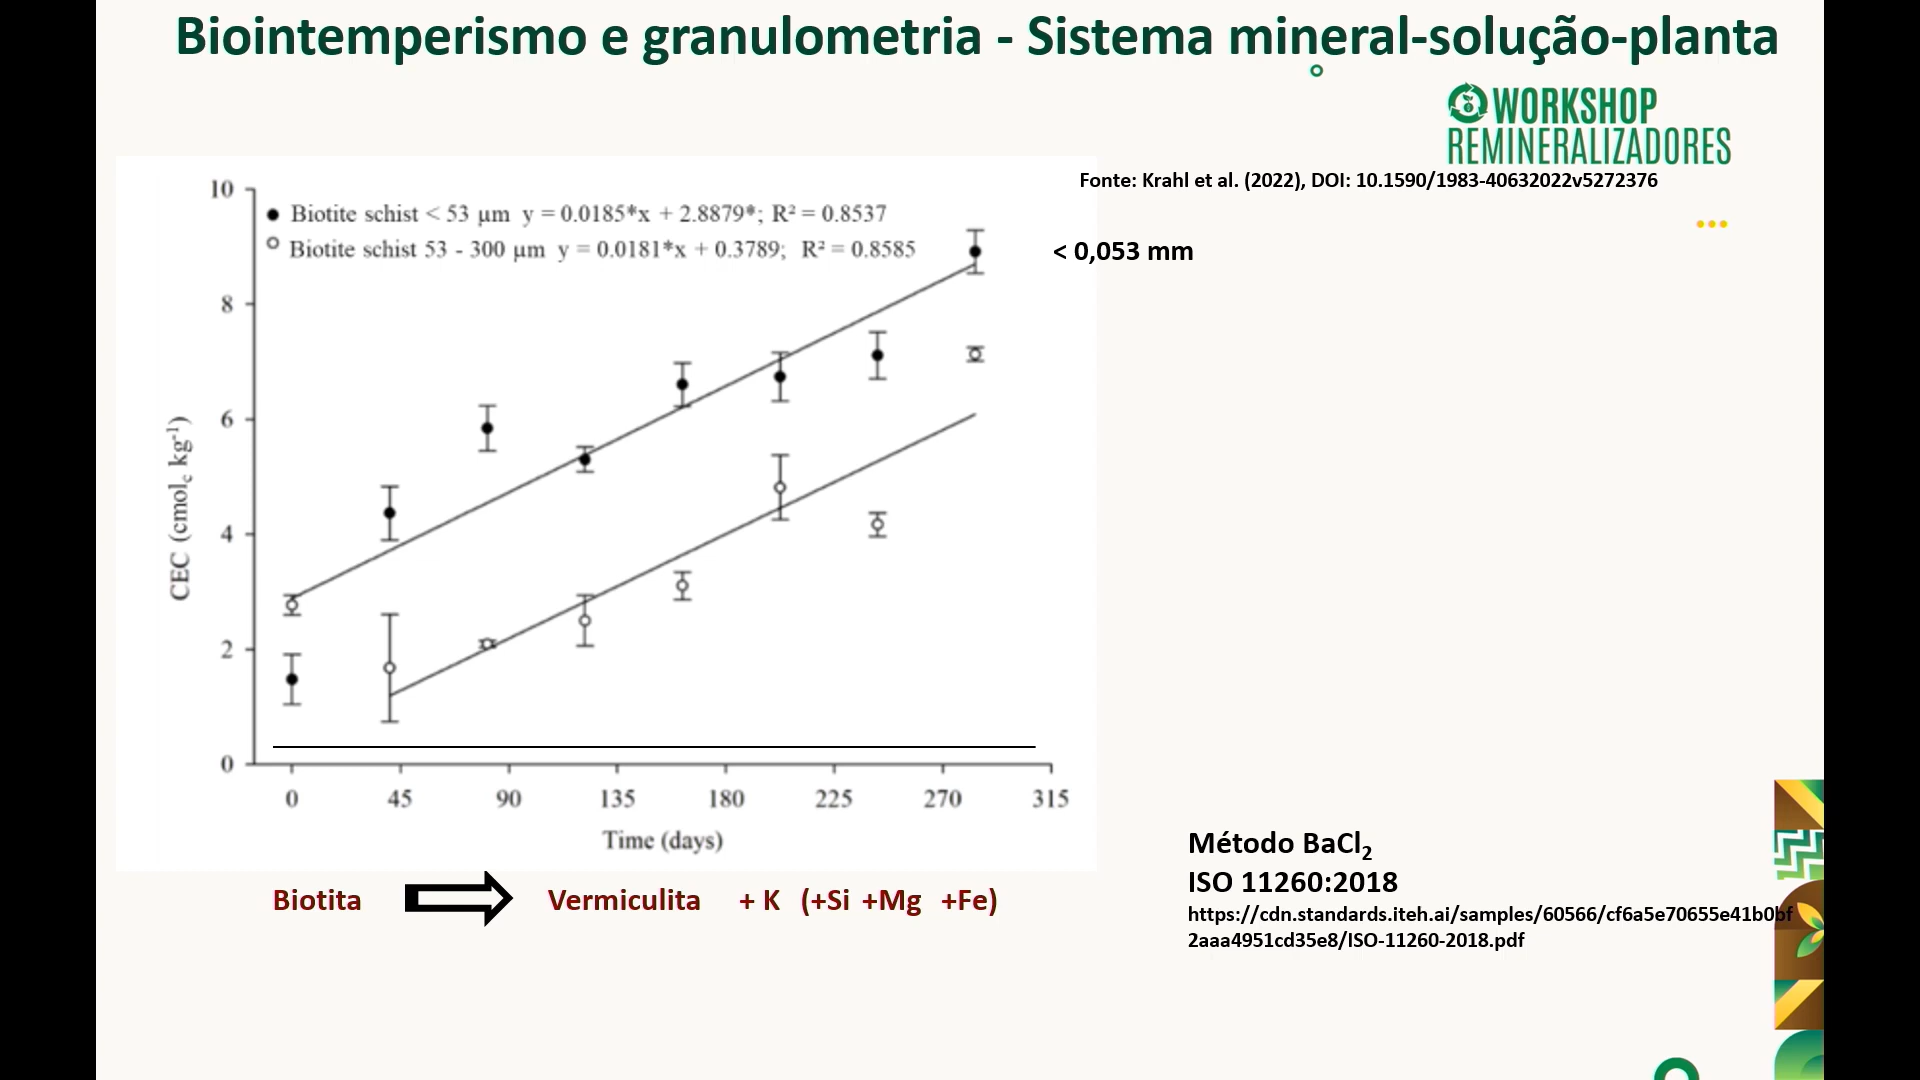 Biointemperismo e granulometria - Sistema mineral-solução-planta
WORKSHOP
REMINERALIZADORES
Fonte: Krahl et al. (2022), DOI: 10.1590/1983-40632022v5272376
Biotite schist < 53 µm y = 0.0185*x + 2.8879*; R² = 0.8537
Biotite schist 53 - 300 µm y = 0.0181*x + 0.3789; R² = 0.8585
< 0,053 mm
10
8
6
4
2
0
CEC (cmol꜀ kg⁻¹)
0 45 90 135 180 225 270 315
Time (days)
Biotita Vermiculita + K (+Si +Mg +Fe)
Método BaCl₂
ISO 11260:2018
https://cdn.standards.iteh.ai/samples/60566/cf6a5e70655e41b0bf
2aaa4951cd35e8/ISO-11260-2018.pdf